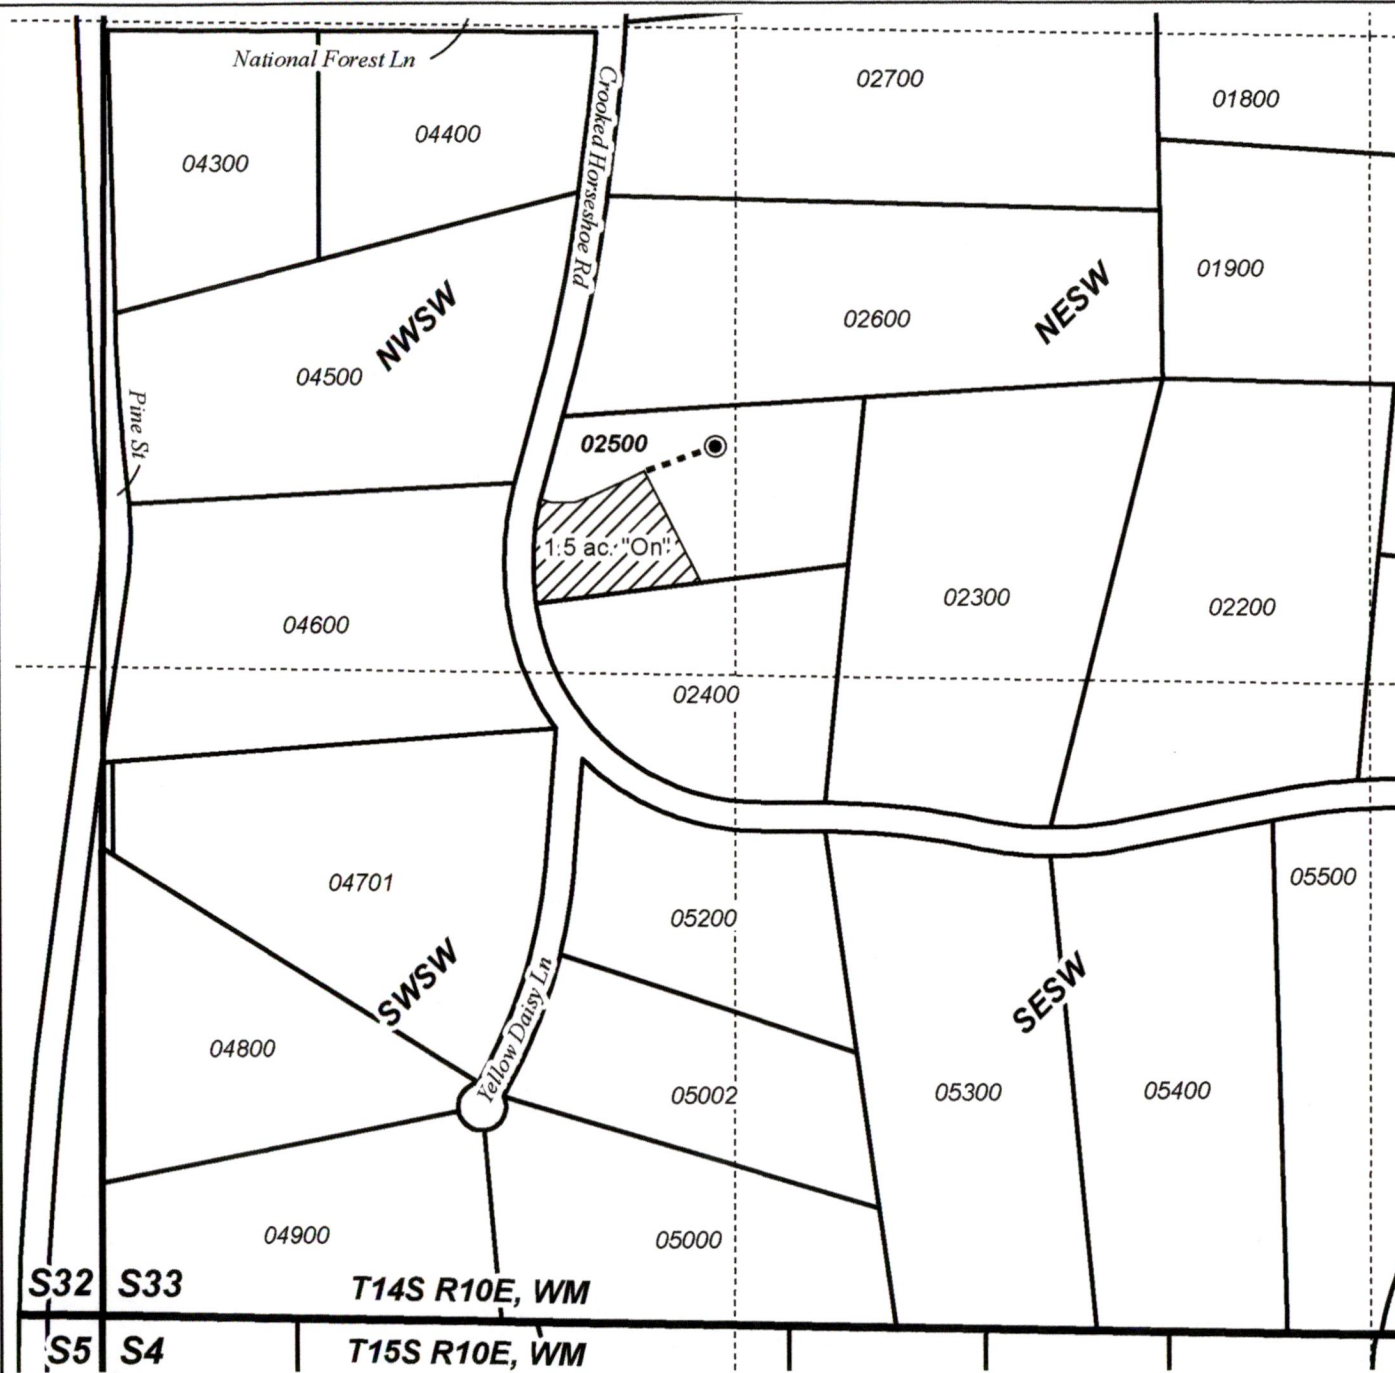 National Forest Ln
Crooked Horseshoe Rd
02700
01800
04300
04400
NWSW
02600
NESW
01900
04500
Pine St
02500
1.5 ac. "On"
04600
02300
02200
02400
04701
05200
05500
SWSW
Yellow Daisy Ln
SESW
04800
05002
05300
05400
04900
05000
S32 S33 T14S R10E, WM
S5 S4 T15S R10E, WM